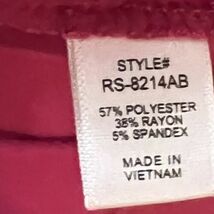 STYLE#
RS-8214AB
57% POLYESTER
38% RAYON
5% SPANDEX
MADE IN
VIETNAM